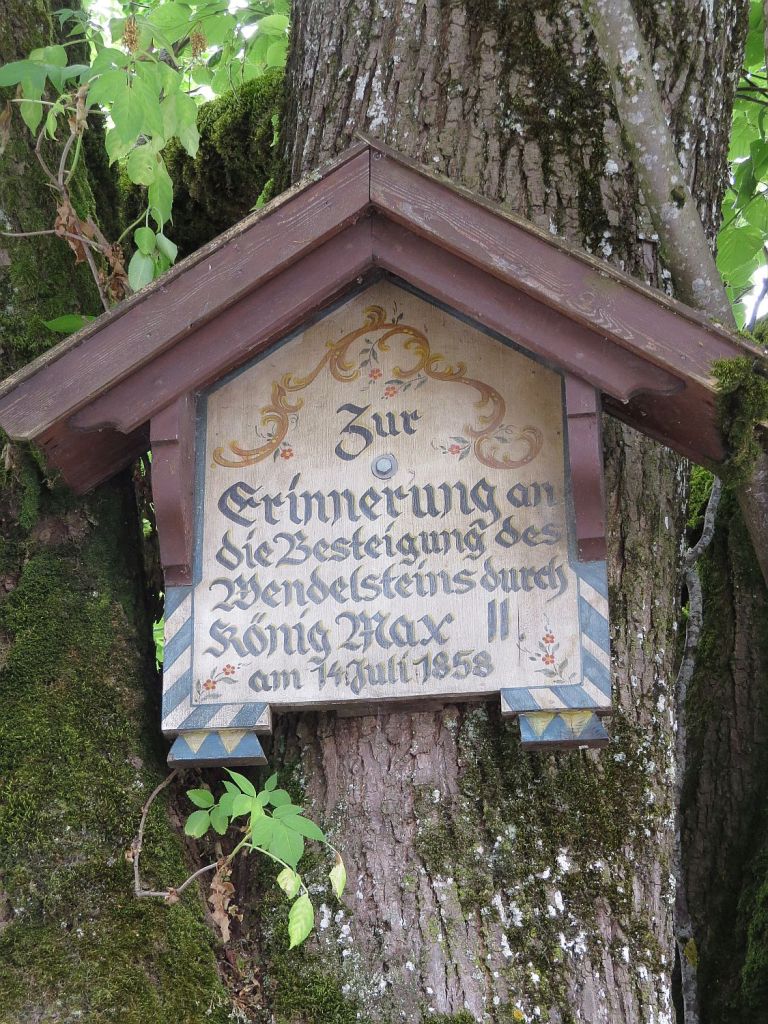 Zur
Erinnerung an
die Besteigung des
Wendelsteins durch
König Max II.
am 14. Juli 1858